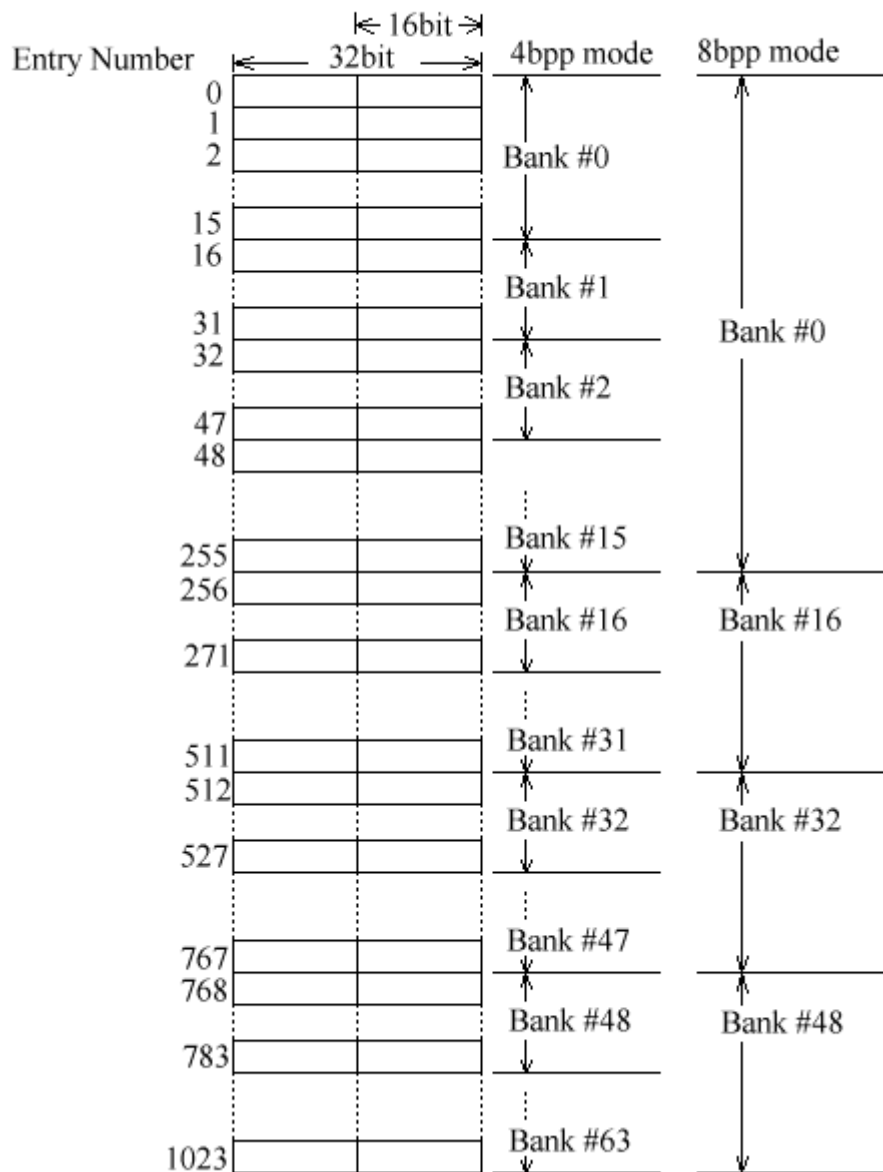 16bit
Entry Number 32bit 4bpp mode 8bpp mode
0
1
2 Bank #0
15
16
Bank #1
31 Bank #0
32
Bank #2
47
48
255 Bank #15
256
Bank #16 Bank #16
271
511 Bank #31
512
Bank #32 Bank #32
527
767 Bank #47
768
Bank #48 Bank #48
783
1023 Bank #63